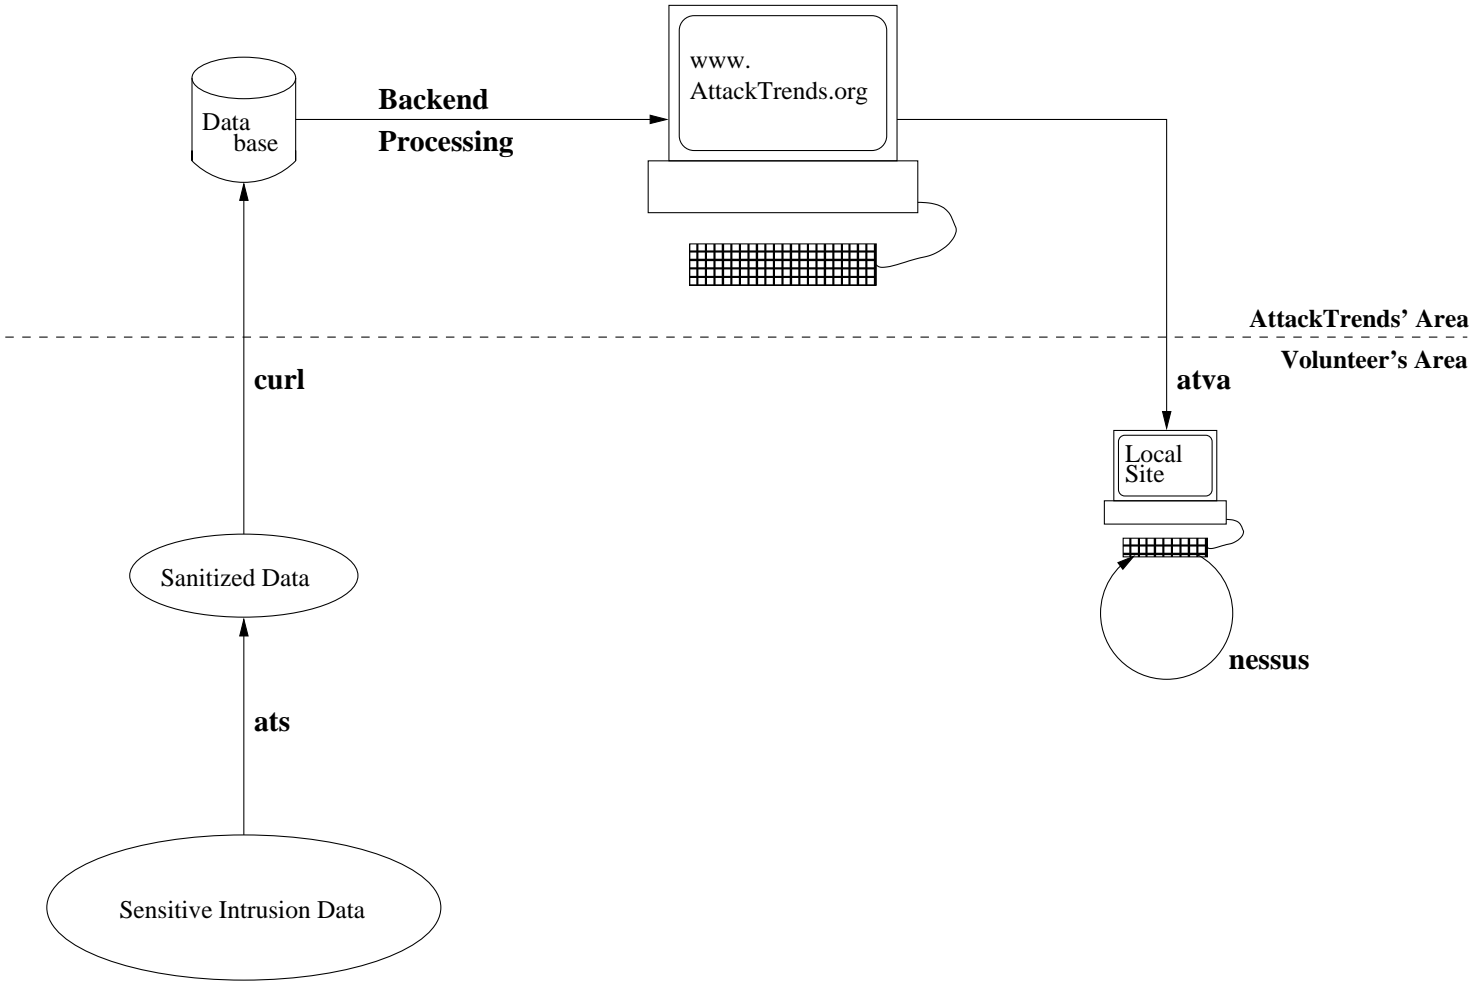 www.
AttackTrends.org
Backend
Processing
Data
base
AttackTrends' Area
Volunteer's Area
curl
atva
Local
Site
Sanitized Data
nessus
ats
Sensitive Intrusion Data